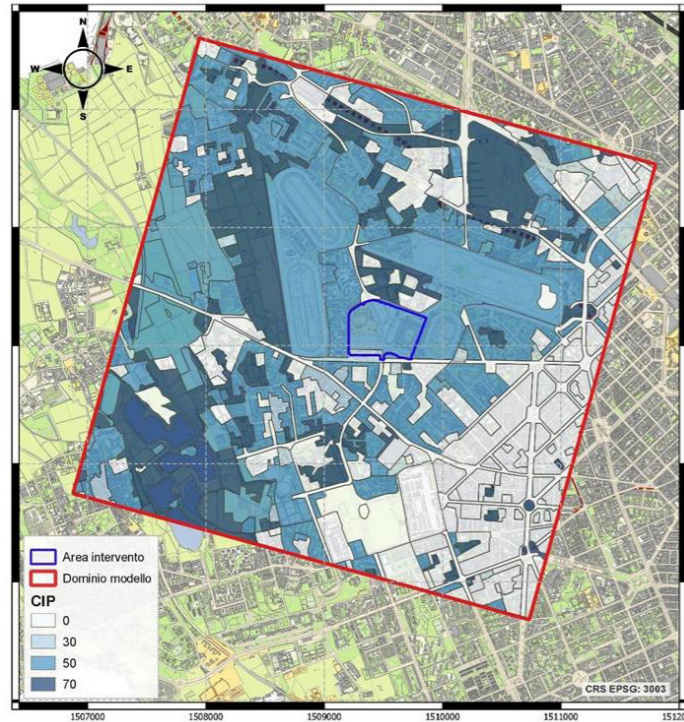 N
W E
S
Area intervento
Dominio modello
CIP
0
30
50
70
CRS EPSG: 3003
1507000 1508000 1509000 1510000 1511000